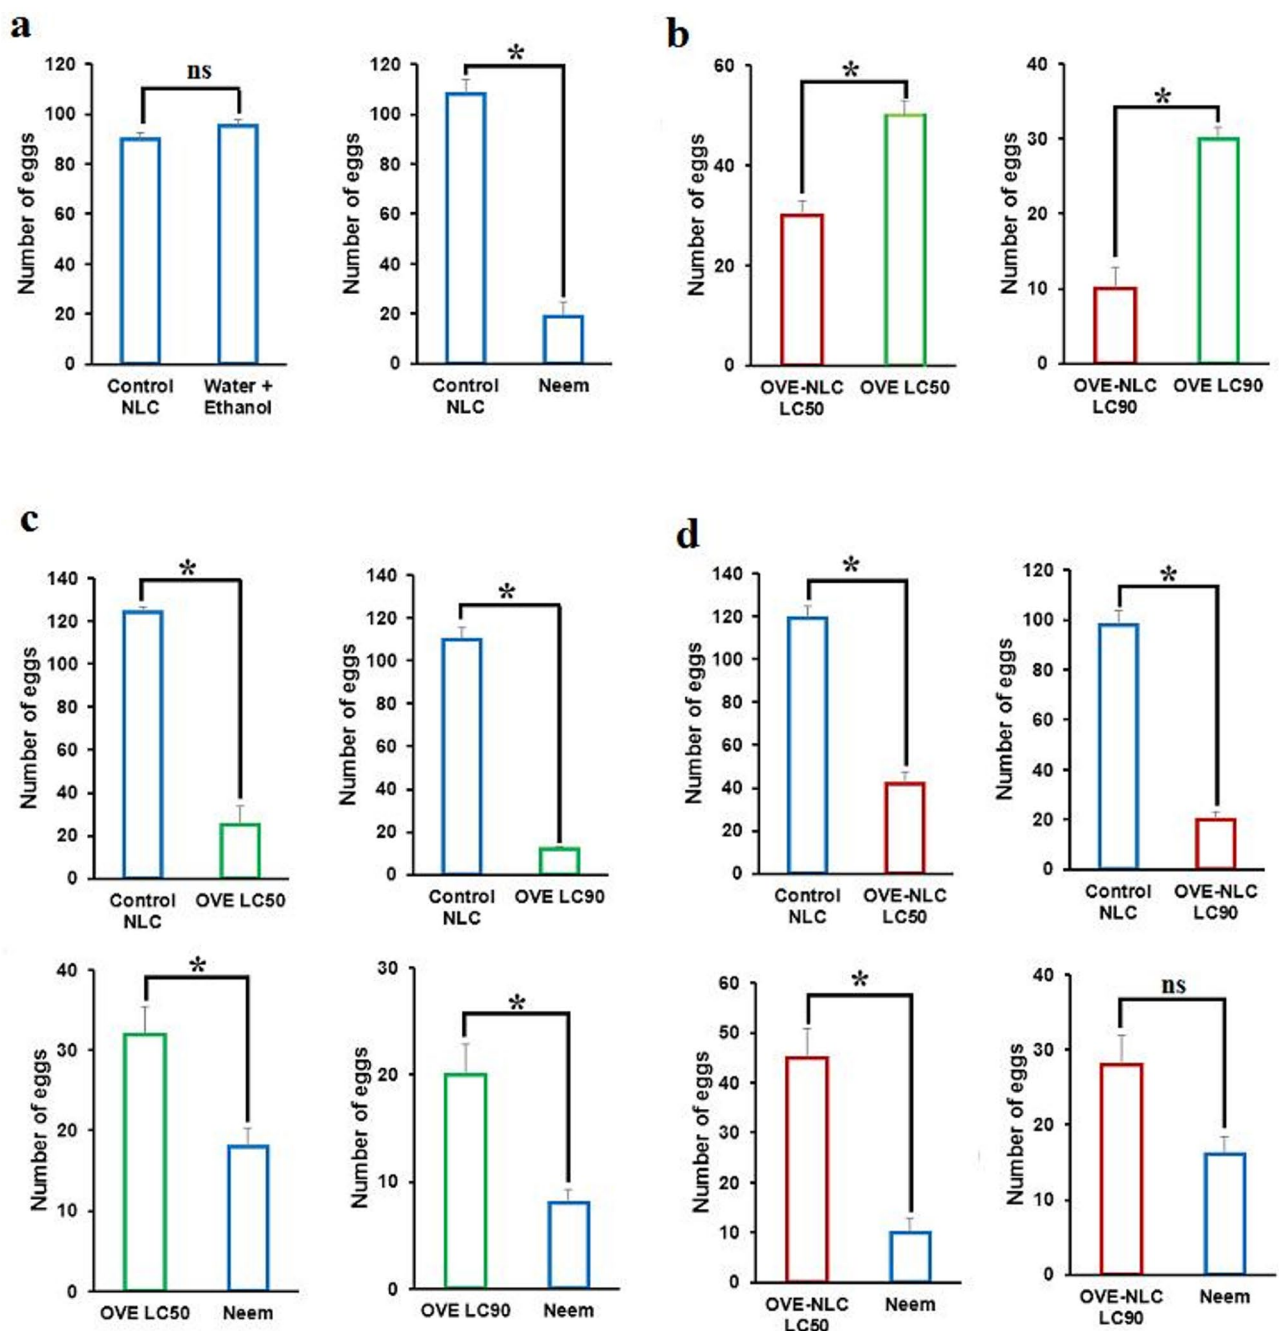 a
120
100
80
60
40
20
0
Number of eggs
ns
Control
NLC
Water +
Ethanol
120
100
80
60
40
20
0
Number of eggs
*
Control
NLC
Neem
b
60
40
20
0
Number of eggs
*
OVE-NLC
LC50
OVE LC50
40
30
20
10
0
Number of eggs
*
OVE-NLC
LC90
OVE LC90
c
140
120
100
80
60
40
20
0
Number of eggs
*
Control
NLC
OVE LC50
140
120
100
80
60
40
20
0
Number of eggs
*
Control
NLC
OVE LC90
40
30
20
10
0
Number of eggs
*
OVE LC50
Neem
30
20
10
0
Number of eggs
*
OVE LC90
Neem
d
140
120
100
80
60
40
20
0
Number of eggs
*
Control
NLC
OVE-NLC
LC50
120
100
80
60
40
20
0
Number of eggs
*
Control
NLC
OVE-NLC
LC90
60
50
40
30
20
10
0
Number of eggs
*
OVE-NLC
LC50
Neem
40
30
20
10
0
Number of eggs
ns
OVE-NLC
LC90
Neem